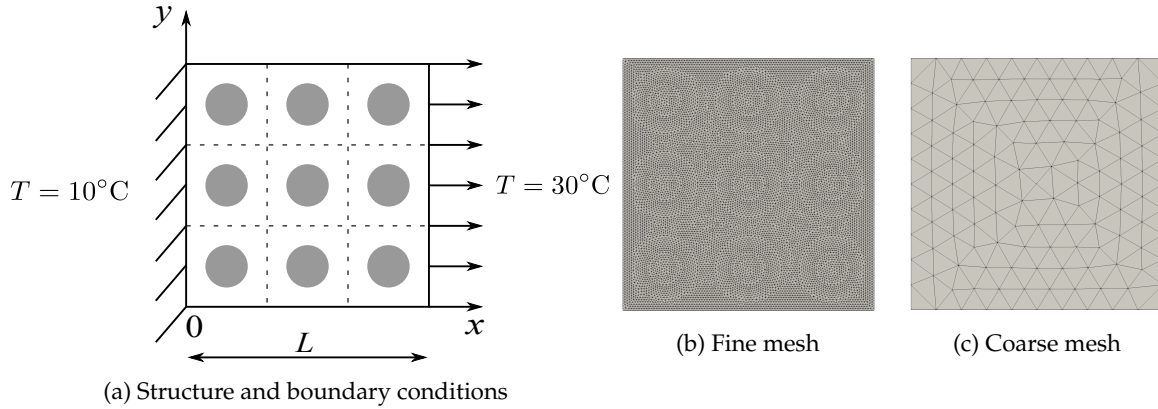 y
T = 10°C
T = 30°C
0
x
L
(a) Structure and boundary conditions
(b) Fine mesh
(c) Coarse mesh